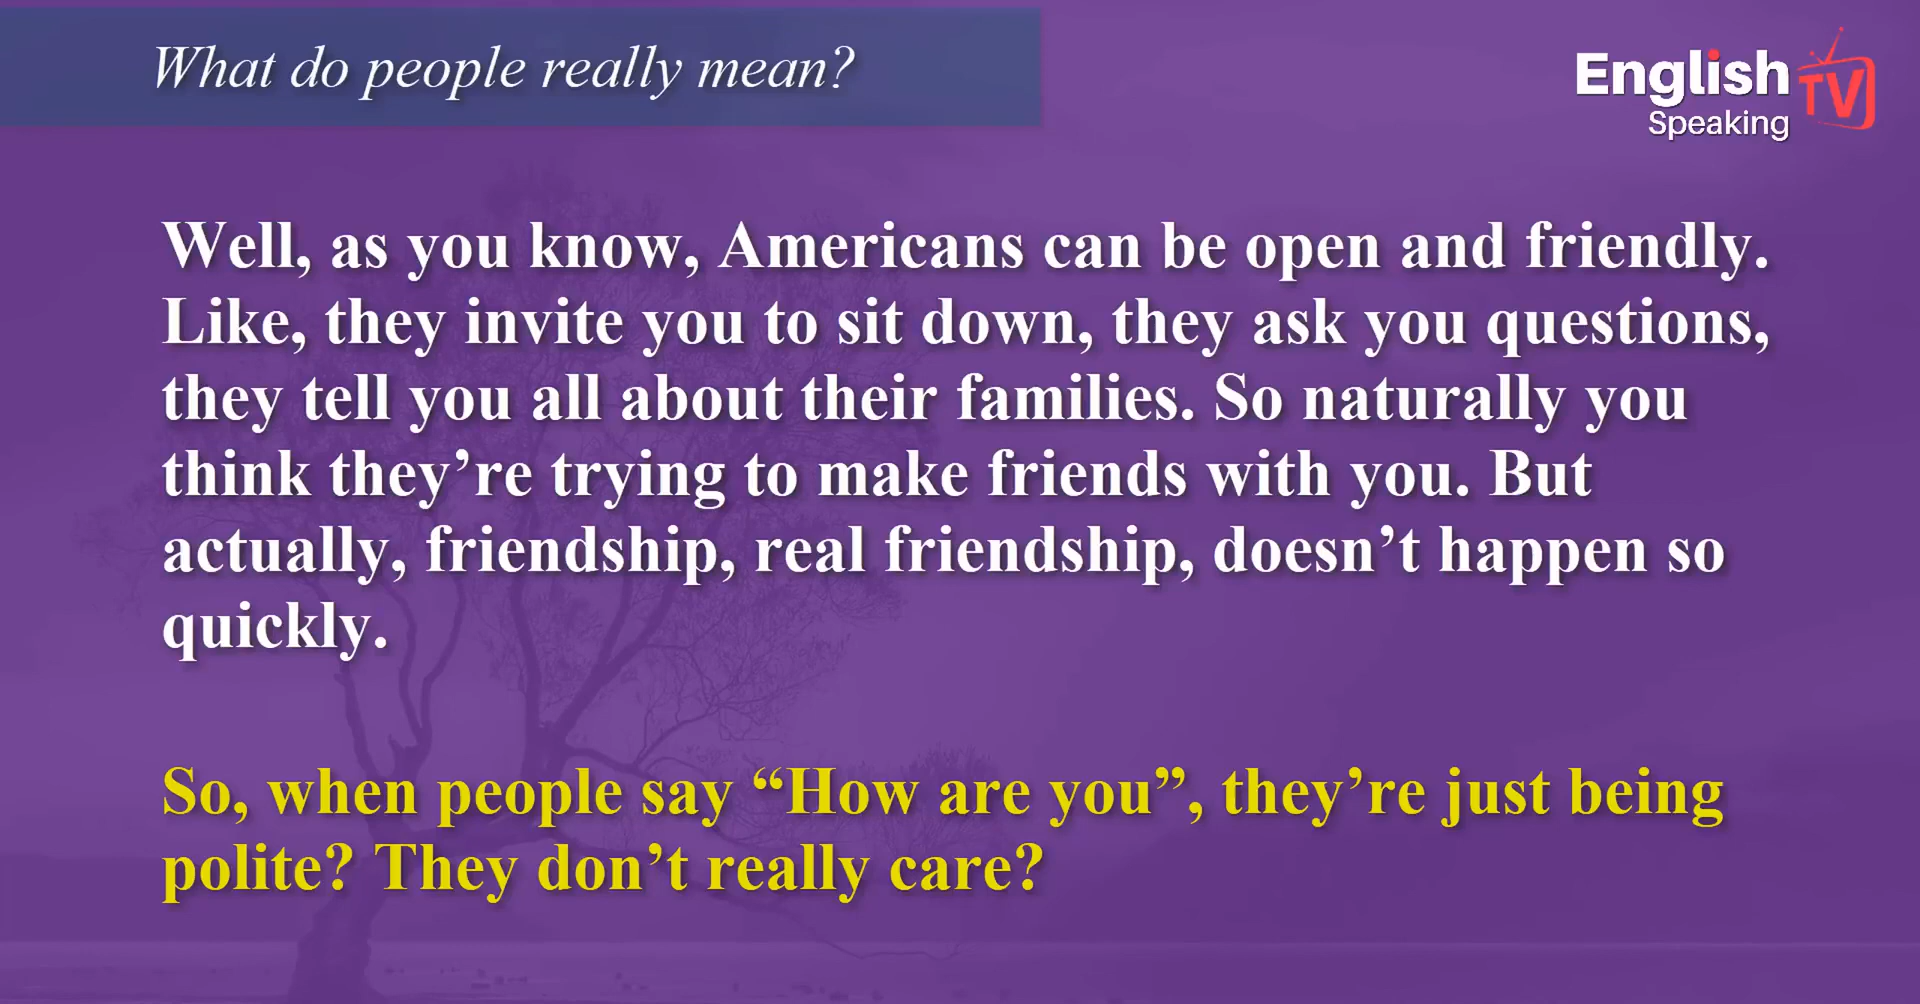 What do people really mean?
English
Speaking
TV
Well, as you know, Americans can be open and friendly.
Like, they invite you to sit down, they ask you questions,
they tell you all about their families. So naturally you
think they’re trying to make friends with you. But
actually, friendship, real friendship, doesn’t happen so
quickly.
So, when people say “How are you”, they’re just being
polite? They don’t really care?